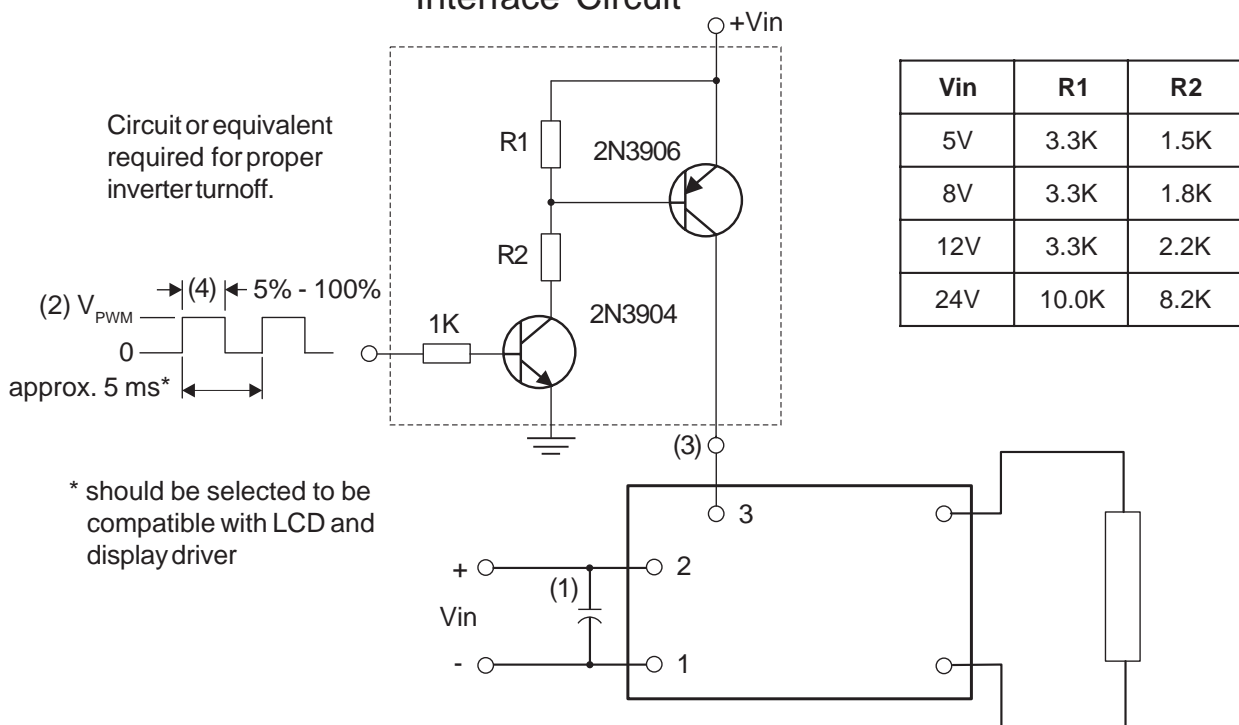 Interface Circuit
+Vin
Circuit or equivalent
required for proper
inverter turnoff.
R1
2N3906
R2
2N3904
1K
(4)
5% - 100%
(2) VPWM
0
approx. 5 ms*
(3)
* should be selected to be
compatible with LCD and
display driver
3
+
2
(1)
Vin
-
1
Vin R1 R2
5V 3.3K 1.5K
8V 3.3K 1.8K
12V 3.3K 2.2K
24V 10.0K 8.2K